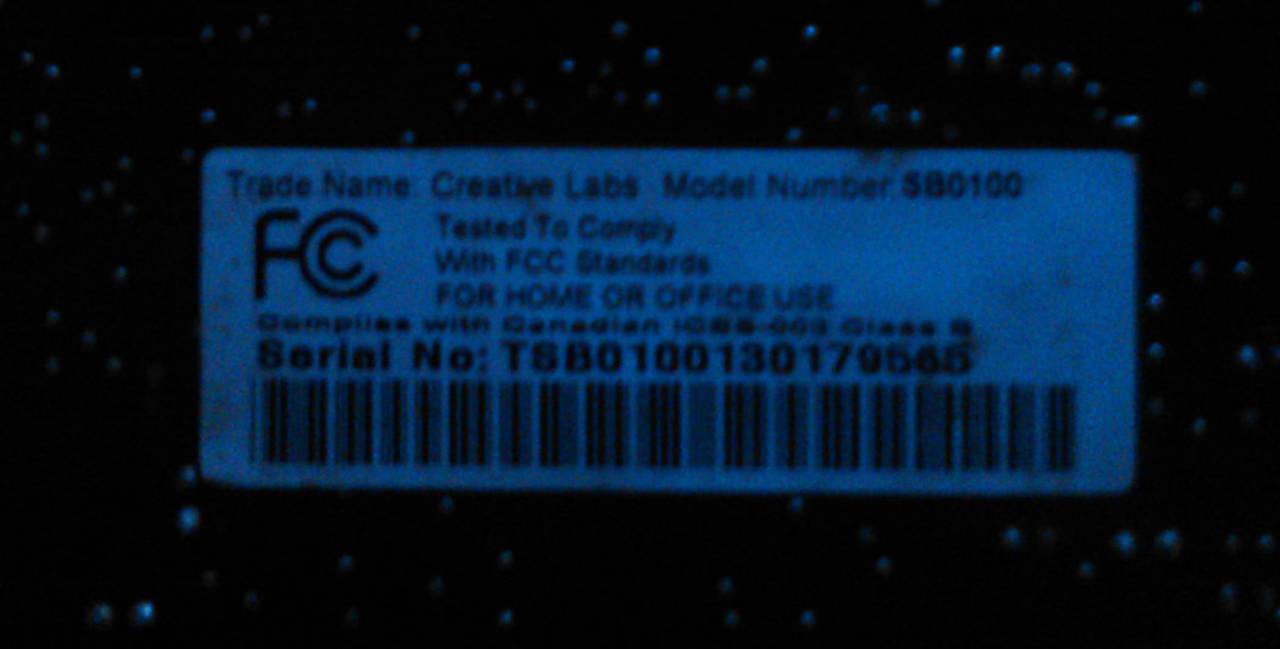 Trade Name: Creative Labs Model Number: SB0100
FC
Tested To Comply
With FCC Standards
FOR HOME OR OFFICE USE
Complies with Canadian ICES-003 Class B
Serial No: TSB0100130179565